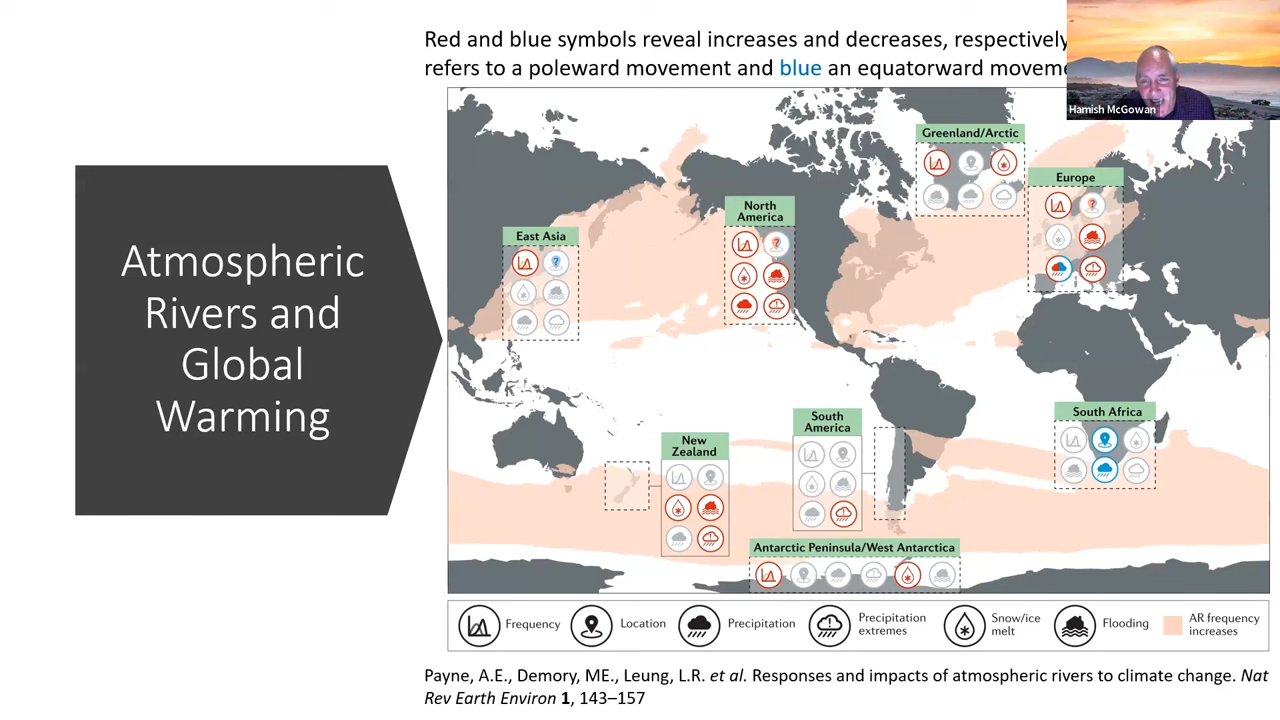 Red and blue symbols reveal increases and decreases, respectively
refers to a poleward movement and blue an equatorward
Hamish McGowan
Atmospheric
Rivers and
Global
Warming
Greenland/Arctic
Europe
North
America
?
?
East Asia
?
South Africa
South
America
New
Zealand
Antarctic Peninsula/West Antarctica
Frequency
Location
Precipitation
Precipitation
extremes
Snow/ice
melt
Flooding
AR frequency
increases
Payne, A.E., Demory, ME., Leung, L.R. et al. Responses and impacts of atmospheric rivers to climate change. Nat
Rev Earth Environ 1, 143–157